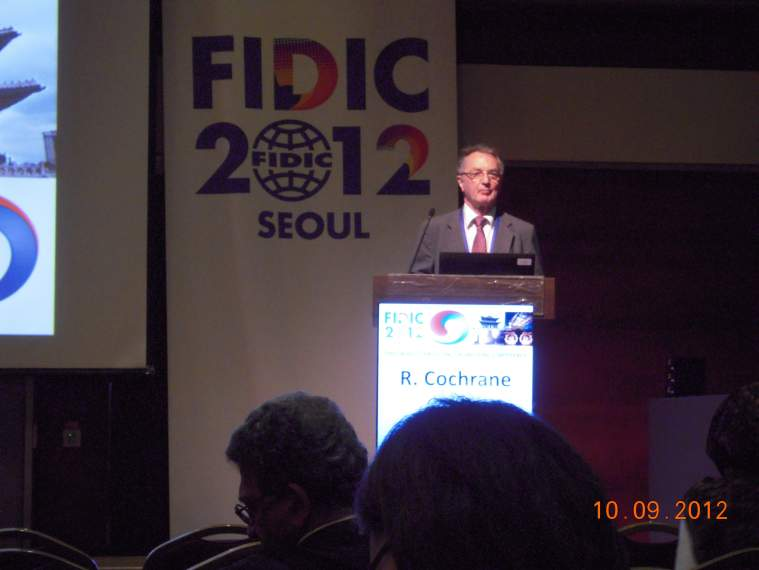 FIDIC
2012
FIDIC
SEOUL
FIDIC
2012
R. Cochrane
10.09.2012